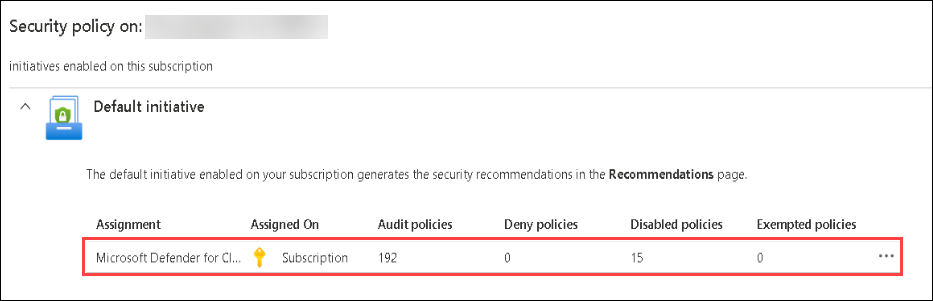 Security policy on:
initiatives enabled on this subscription
Default initiative
The default initiative enabled on your subscription generates the security recommendations in the Recommendations page.
Assignment Assigned On Audit policies Deny policies Disabled policies Exempted policies
Microsoft Defender for Cl... Subscription 192 0 15 0 ...